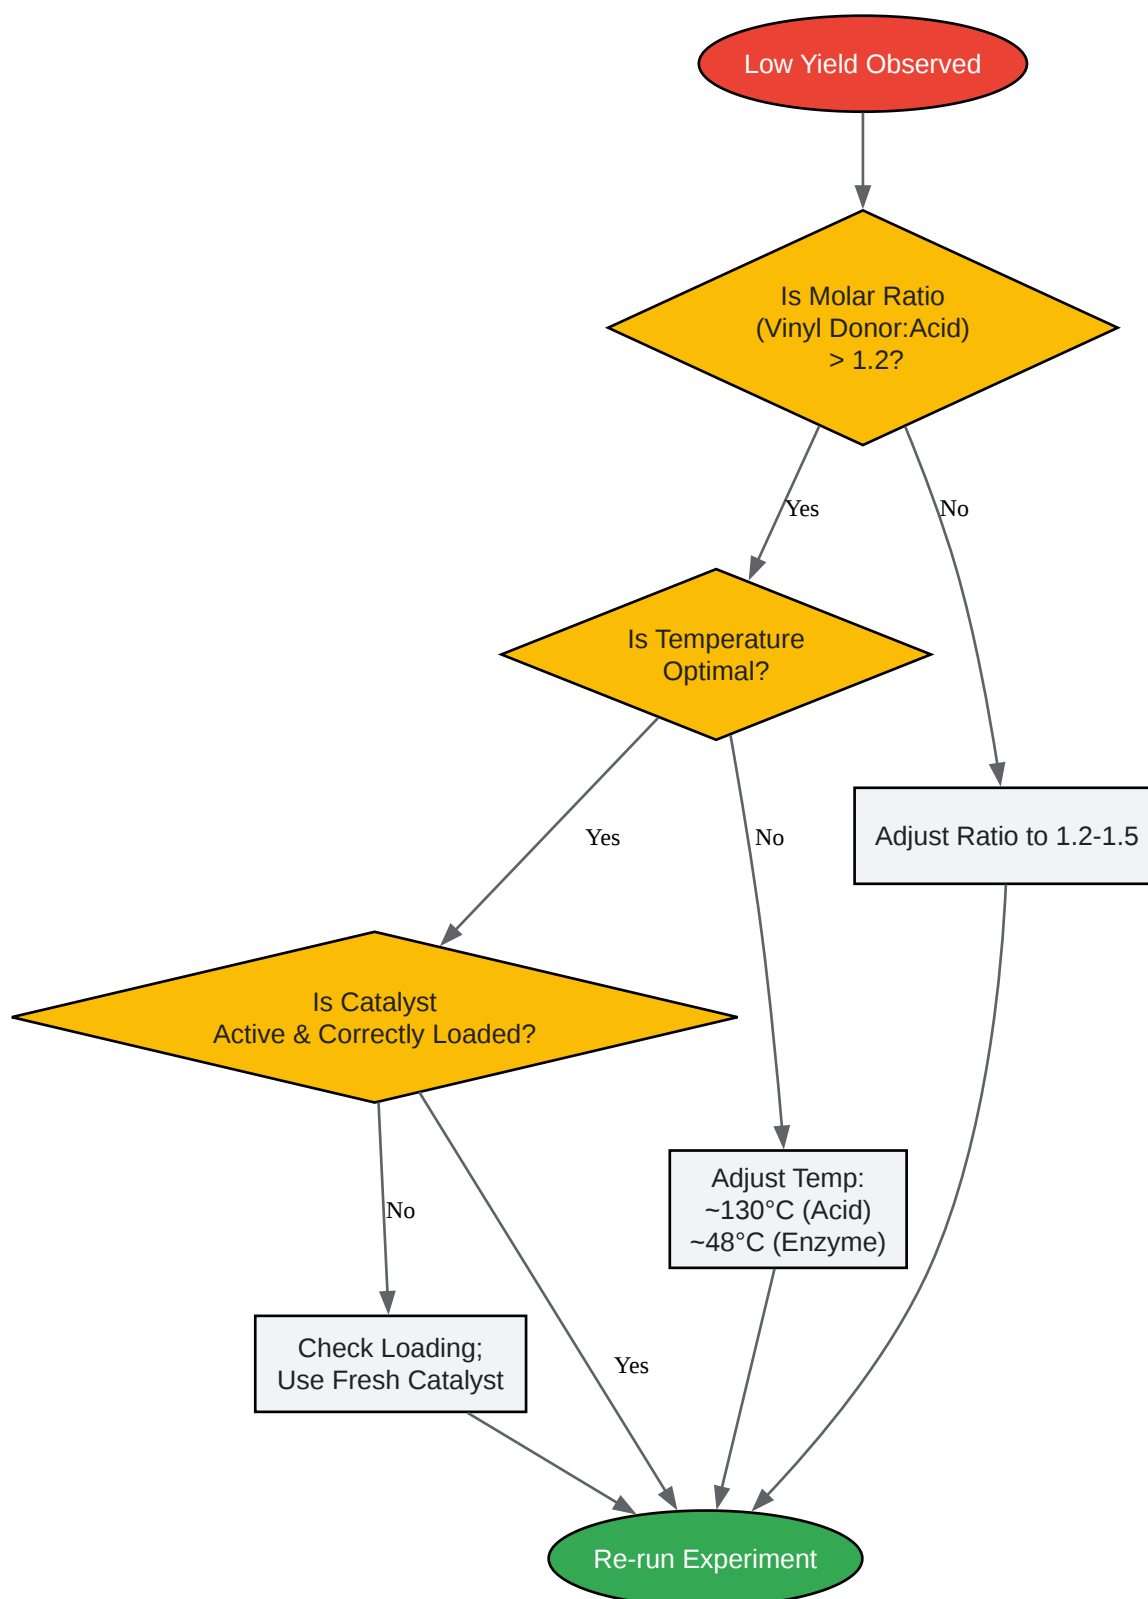 Low Yield Observed
Is Molar Ratio
(Vinyl Donor:Acid)
> 1.2?
Yes
No
Is Temperature
Optimal?
Yes
No
Adjust Ratio to 1.2-1.5
Is Catalyst
Active & Correctly Loaded?
Adjust Temp:
~130°C (Acid)
~48°C (Enzyme)
No
Yes
Check Loading;
Use Fresh Catalyst
Re-run Experiment